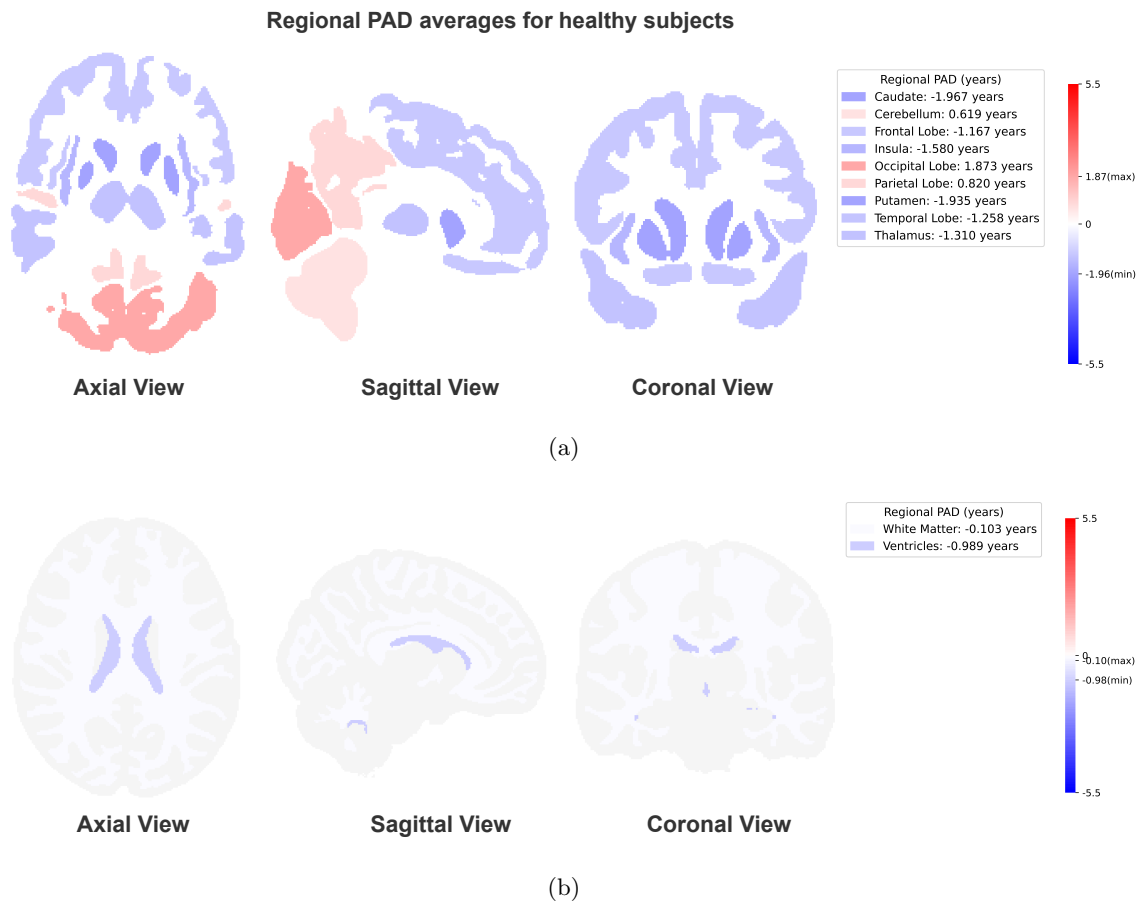 Regional PAD averages for healthy subjects
Regional PAD (years)
Caudate: -1.967 years
Cerebellum: 0.619 years
Frontal Lobe: -1.167 years
Insula: -1.580 years
Occipital Lobe: 1.873 years
Parietal Lobe: 0.820 years
Putamen: -1.935 years
Temporal Lobe: -1.258 years
Thalamus: -1.310 years
5.5
1.87(max)
0
-1.96(min)
-5.5
Axial View
Sagittal View
Coronal View
(a)
Regional PAD (years)
White Matter: -0.103 years
Ventricles: -0.989 years
5.5
0
-0.10(max)
-0.98(min)
-5.5
Axial View
Sagittal View
Coronal View
(b)